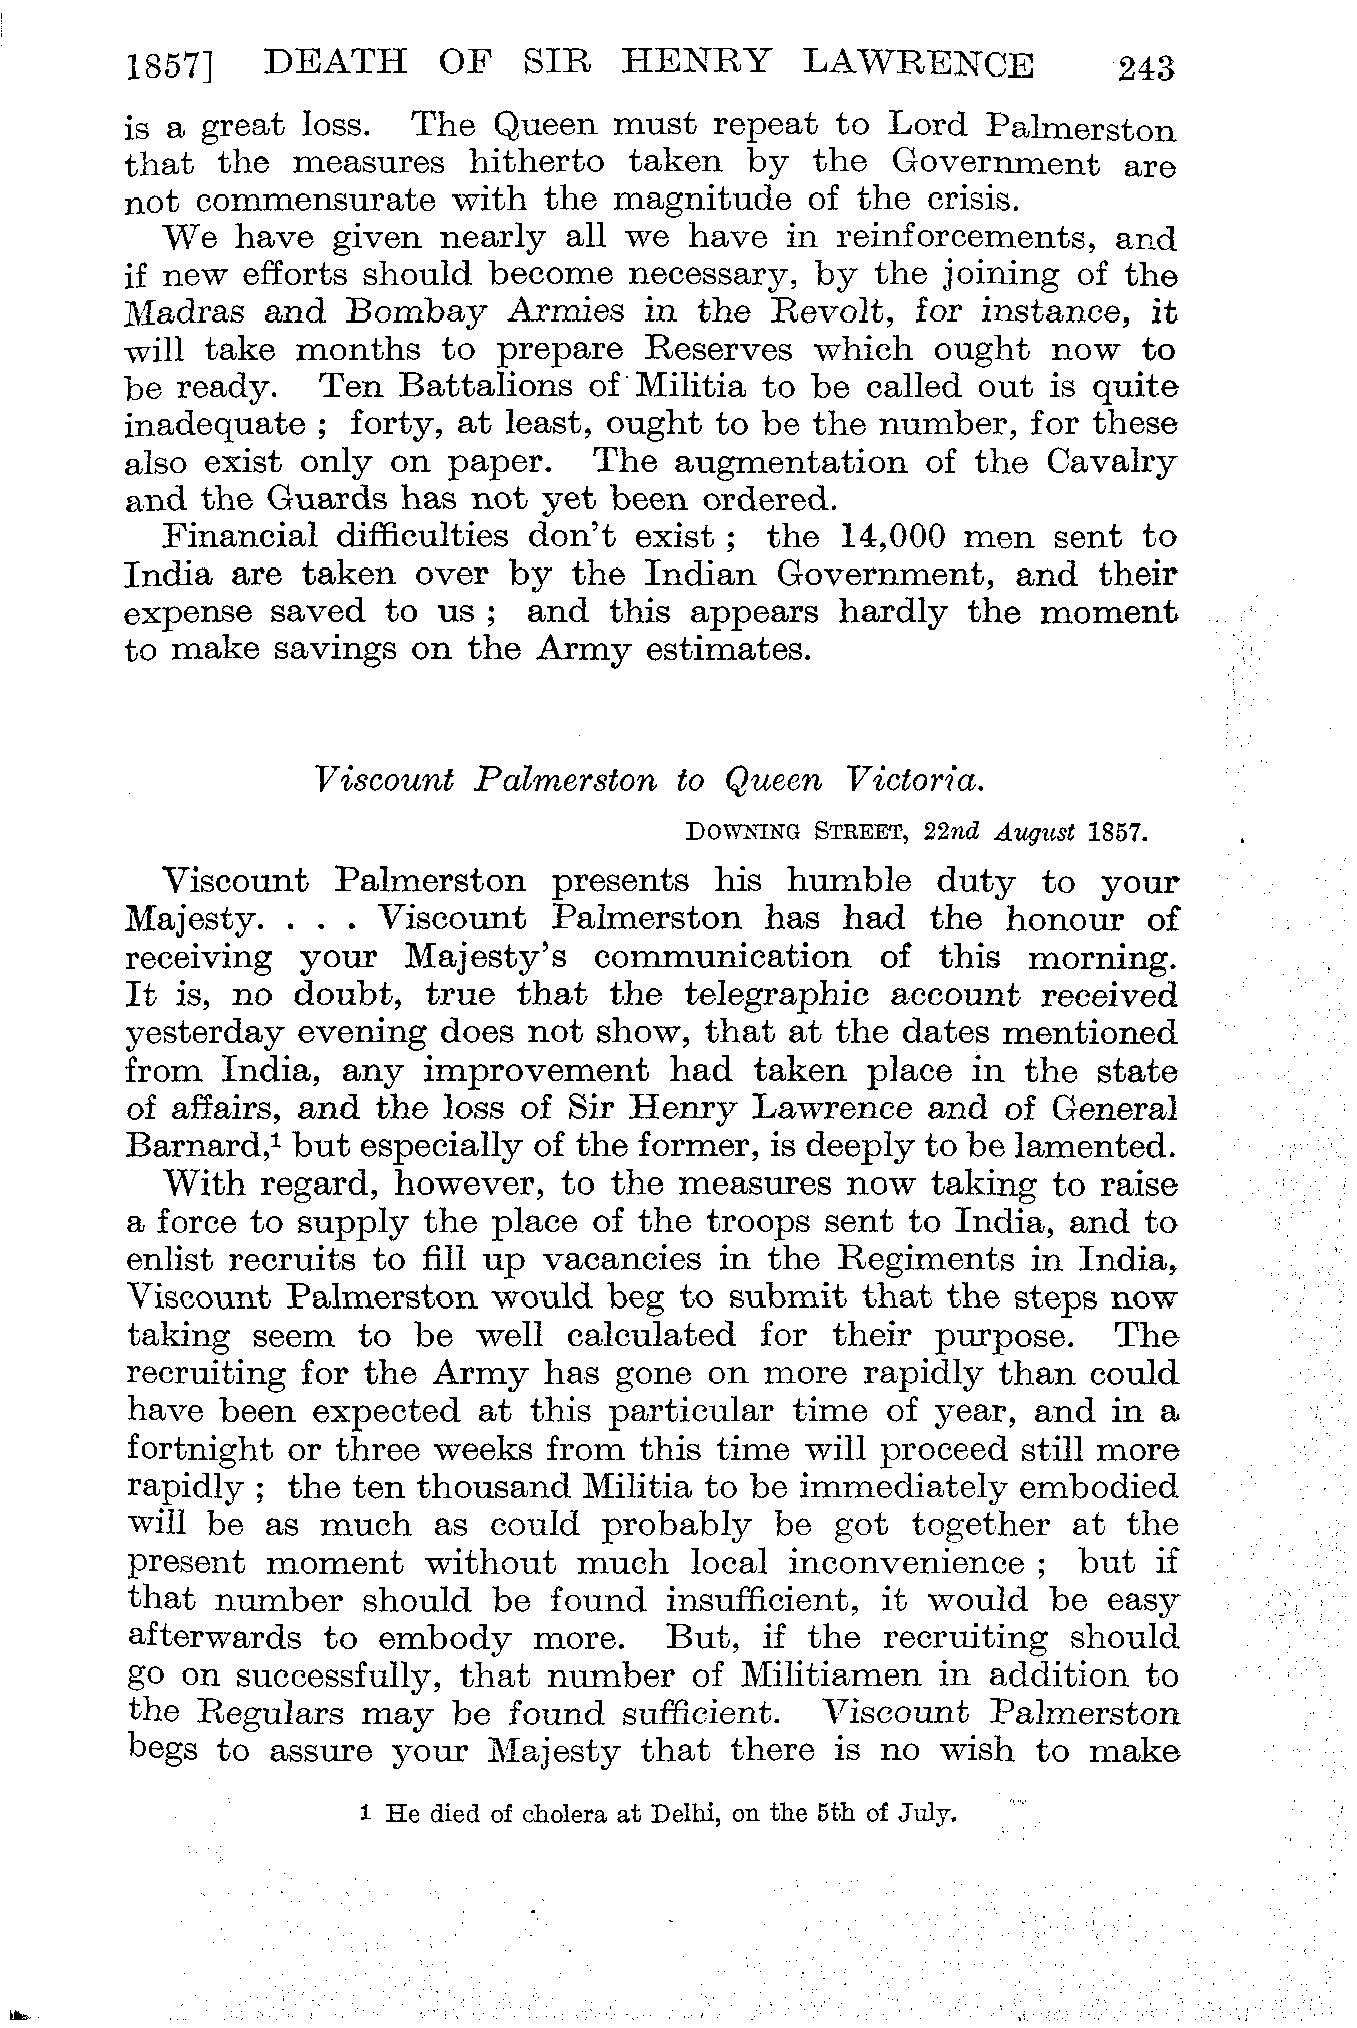 1857] DEATH OF SIR HENRY LAWRENCE 243
is a great loss. The Queen must repeat to Lord Palmerston
that the measures hitherto taken by the Government are
not commensurate with the magnitude of the crisis.
We have given nearly all we have in reinforcements, and
if new efforts should become necessary, by the joining of the
Madras and Bombay Armies in the Revolt, for instance, it
will take months to prepare Reserves which ought now to
be ready. Ten Battalions of Militia to be called out is quite
inadequate ; forty, at least, ought to be the number, for these
also exist only on paper. The augmentation of the Cavalry
and the Guards has not yet been ordered.
Financial difficulties don't exist ; the 14,000 men sent to
India are taken over by the Indian Government, and their
expense saved to us ; and this appears hardly the moment
to make savings on the Army estimates.
Viscount Palmerston to Queen Victoria.
DOWNING STREET, 22nd August 1857.
Viscount Palmerston presents his humble duty to your
Majesty. . . . Viscount Palmerston has had the honour of
receiving your Majesty's communication of this morning.
It is, no doubt, true that the telegraphic account received
yesterday evening does not show, that at the dates mentioned
from India, any improvement had taken place in the state
of affairs, and the loss of Sir Henry Lawrence and of General
Barnard,¹ but especially of the former, is deeply to be lamented.
With regard, however, to the measures now taking to raise
a force to supply the place of the troops sent to India, and to
enlist recruits to fill up vacancies in the Regiments in India,
Viscount Palmerston would beg to submit that the steps now
taking seem to be well calculated for their purpose. The
recruiting for the Army has gone on more rapidly than could
have been expected at this particular time of year, and in a
fortnight or three weeks from this time will proceed still more
rapidly ; the ten thousand Militia to be immediately embodied
will be as much as could probably be got together at the
present moment without much local inconvenience ; but if
that number should be found insufficient, it would be easy
afterwards to embody more. But, if the recruiting should
go on successfully, that number of Militiamen in addition to
the Regulars may be found sufficient. Viscount Palmerston
begs to assure your Majesty that there is no wish to make
1 He died of cholera at Delhi, on the 5th of July.